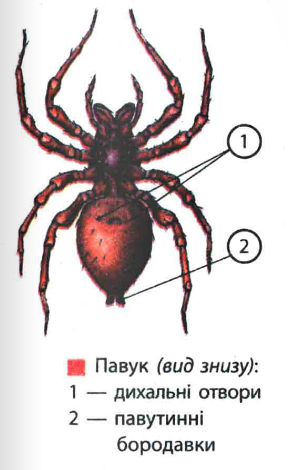 1
2
Павук (вид знизу):
1 — дихальні отвори
2 — павутинні
бородавки